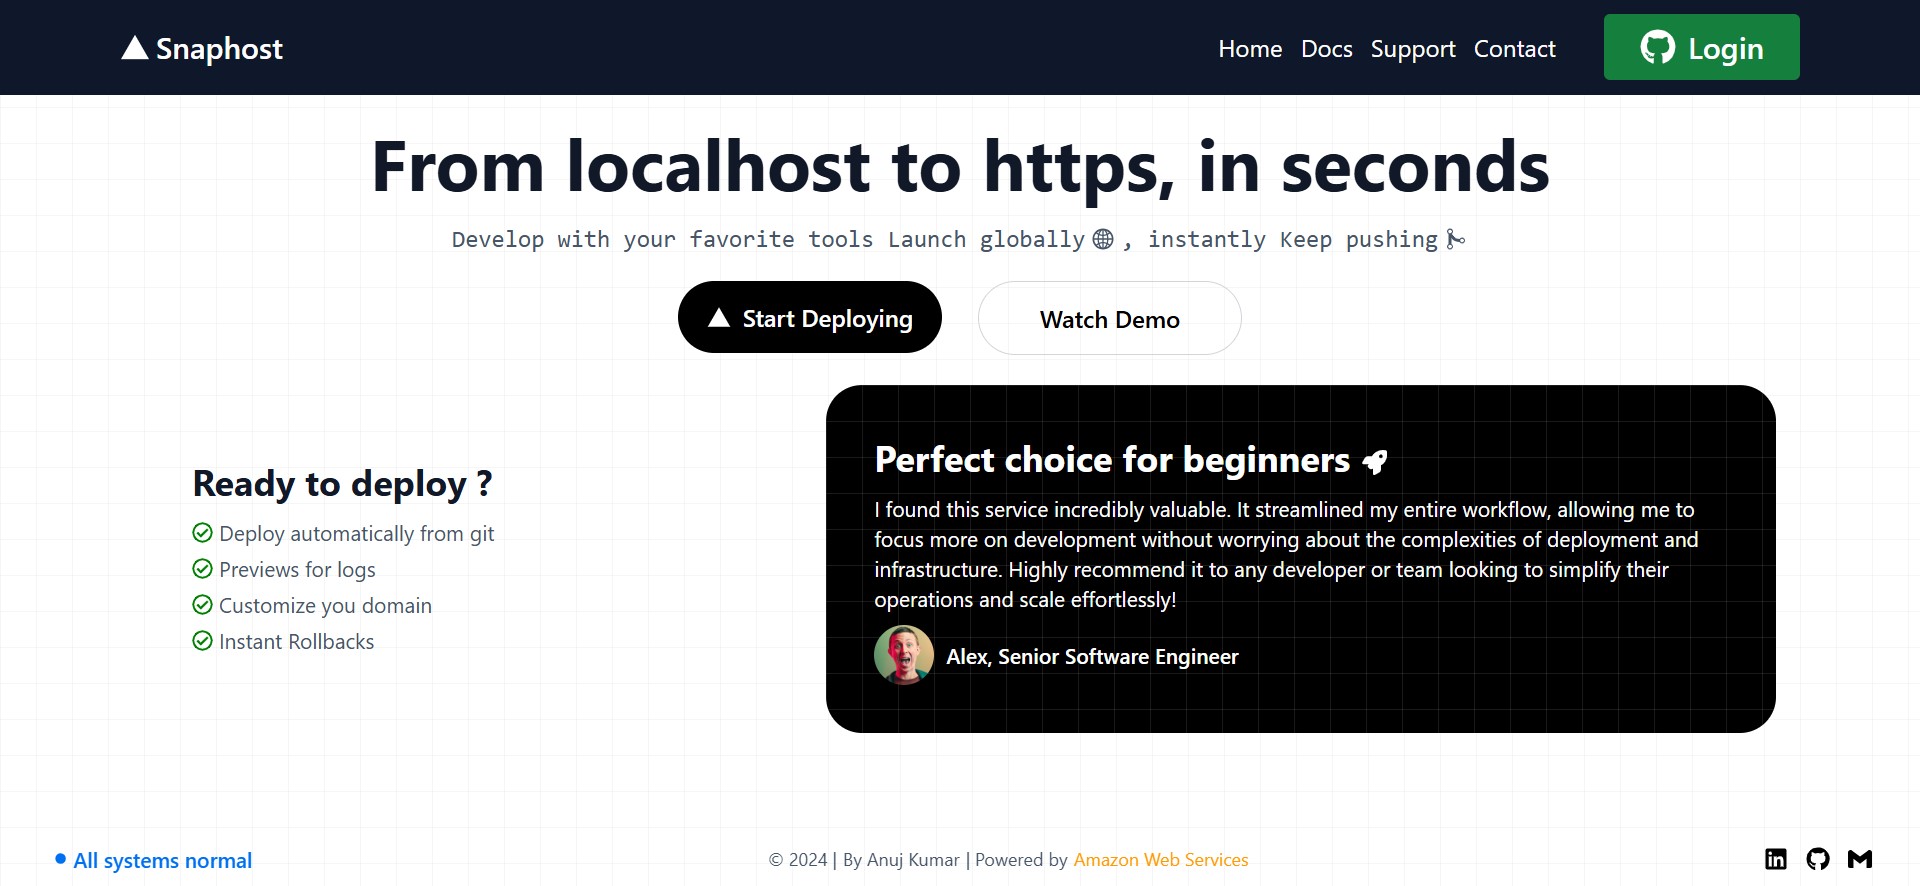 Snaphost
Home Docs Support Contact Login
From localhost to https, in seconds
Develop with your favorite tools Launch globally , instantly Keep pushing
Start Deploying
Watch Demo
Ready to deploy ?
Deploy automatically from git
Previews for logs
Customize you domain
Instant Rollbacks
Perfect choice for beginners
I found this service incredibly valuable. It streamlined my entire workflow, allowing me to
focus more on development without worrying about the complexities of deployment and
infrastructure. Highly recommend it to any developer or team looking to simplify their
operations and scale effortlessly!
Alex, Senior Software Engineer
All systems normal
© 2024 | By Anuj Kumar | Powered by Amazon Web Services